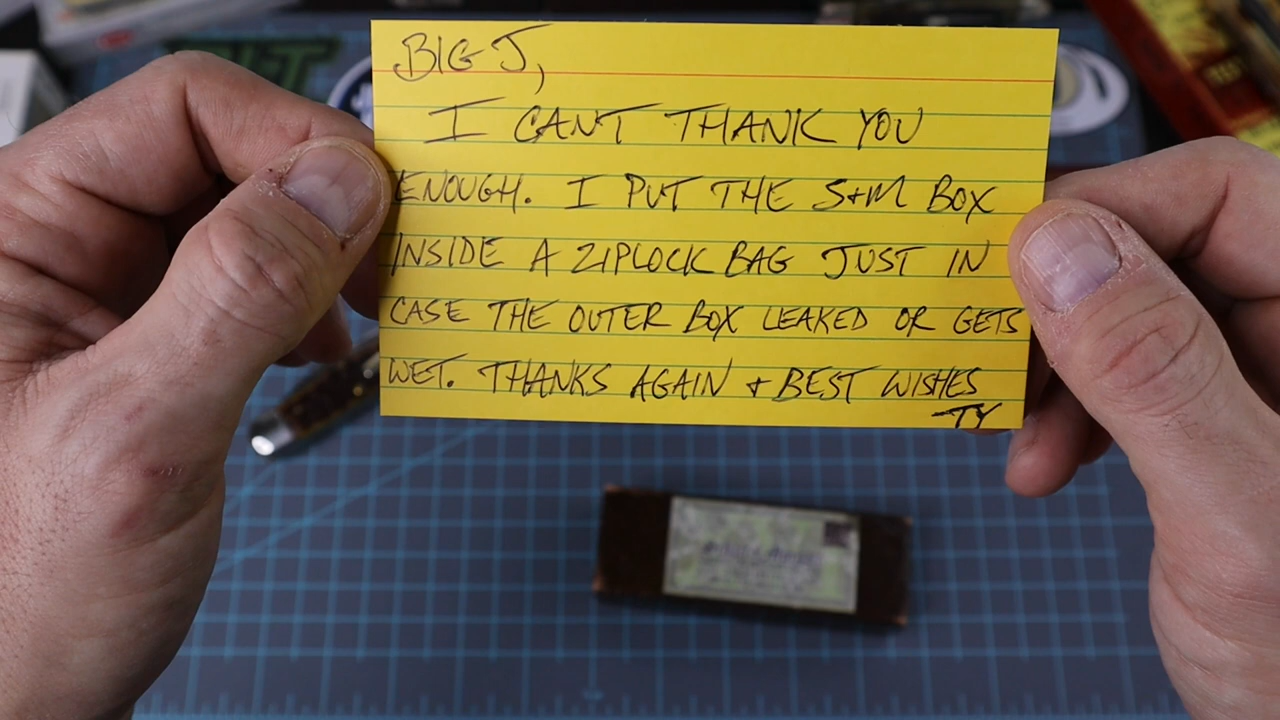 BIG J,
I CANT THANK YOU
ENOUGH. I PUT THE S+M BOX
INSIDE A ZIPLOCK BAG JUST IN
CASE THE OUTER BOX LEAKED OR GETS
WET. THANKS AGAIN + BEST WISHES
-TY